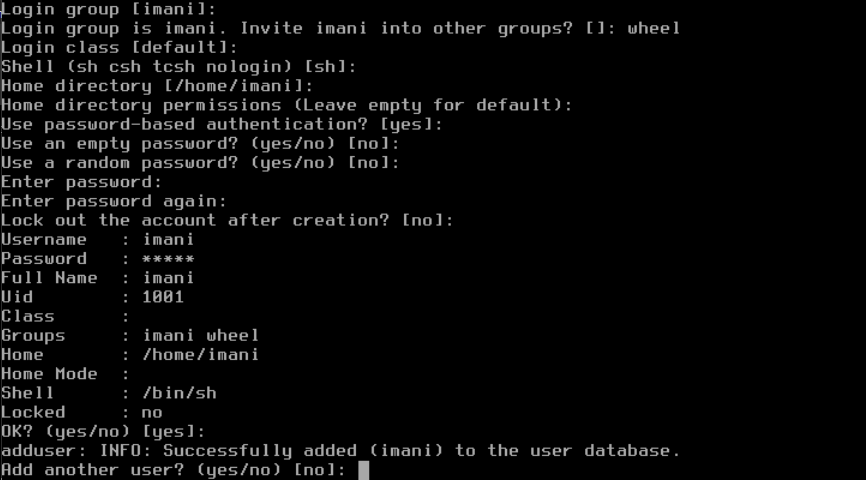 Login group [imani]:
Login group is imani. Invite imani into other groups? []: wheel
Login class [default]:
Shell (sh csh tcsh nologin) [sh]:
Home directory [/home/imani]:
Home directory permissions (Leave empty for default):
Use password-based authentication? [yes]:
Use an empty password? (yes/no) [no]:
Use a random password? (yes/no) [no]:
Enter password:
Enter password again:
Lock out the account after creation? [no]:
Username   : imani
Password   : *****
Full Name  : imani
Uid        : 1001
Class      :
Groups     : imani wheel
Home       : /home/imani
Home Mode  :
Shell      : /bin/sh
Locked     : no
OK? (yes/no) [yes]:
adduser: INFO: Successfully added (imani) to the user database.
Add another user? (yes/no) [no]: